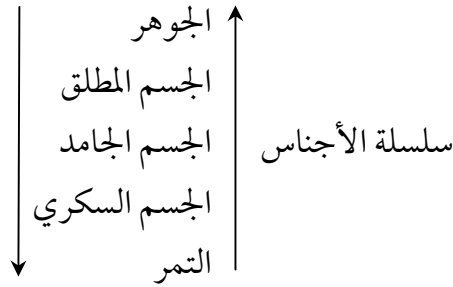 الجوهر
الجسم المطلق
الجسم الجامد
سلسلة الأجناس
الجسم السكري
التمر